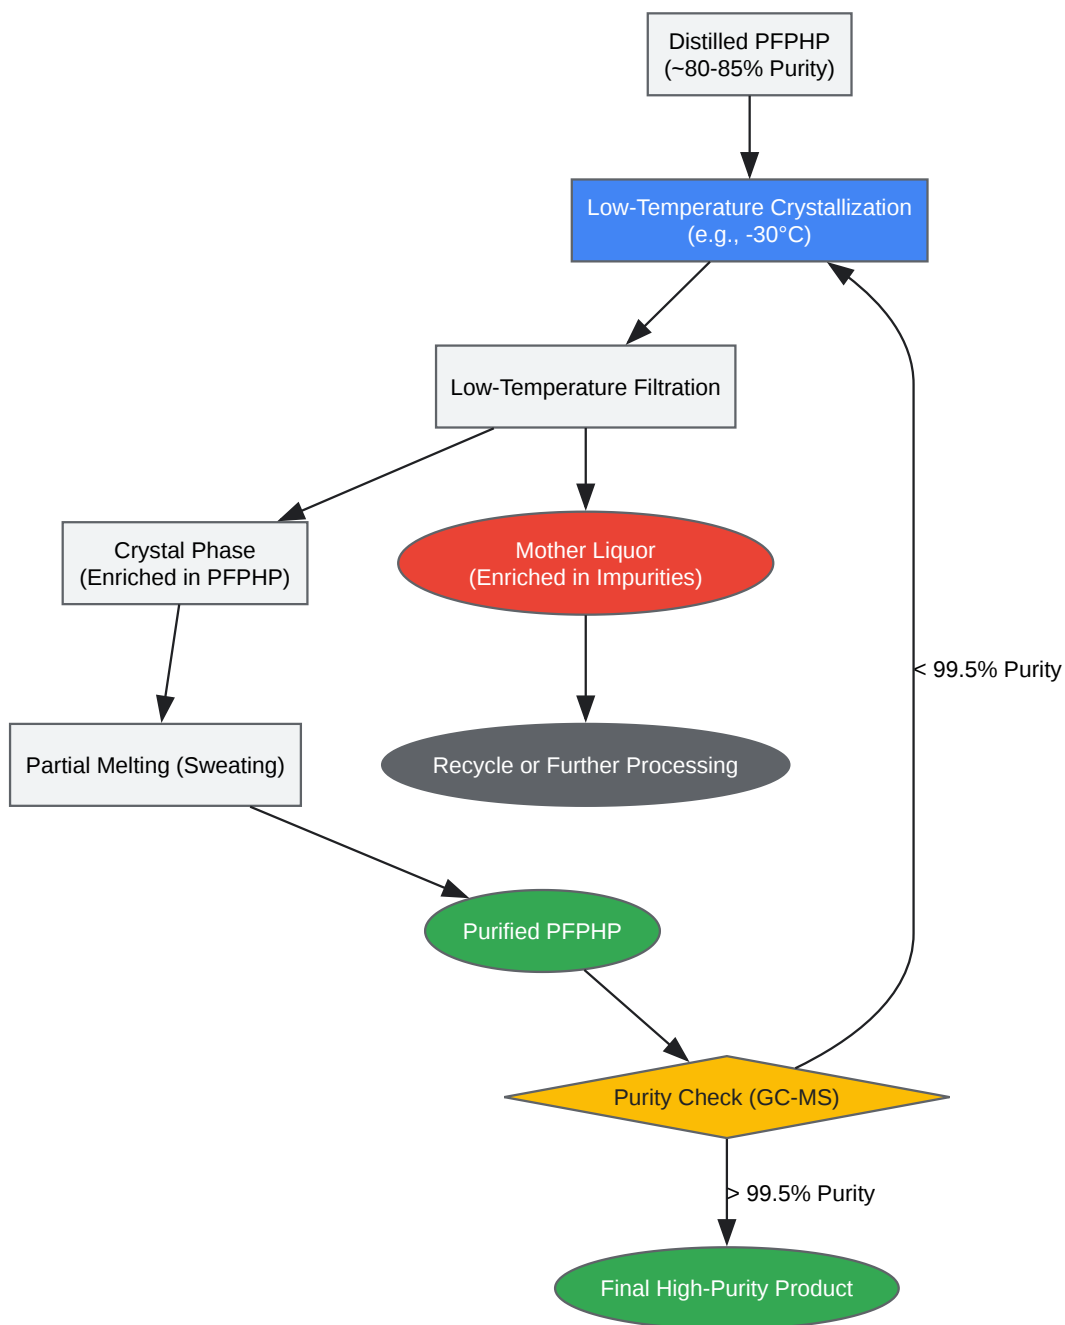 Distilled PFPHP
(~80-85% Purity)
Low-Temperature Crystallization
(e.g., -30°C)
Low-Temperature Filtration
Crystal Phase
(Enriched in PFPHP)
Mother Liquor
(Enriched in Impurities)
< 99.5% Purity
Partial Melting (Sweating)
Recycle or Further Processing
Purified PFPHP
Purity Check (GC-MS)
> 99.5% Purity
Final High-Purity Product